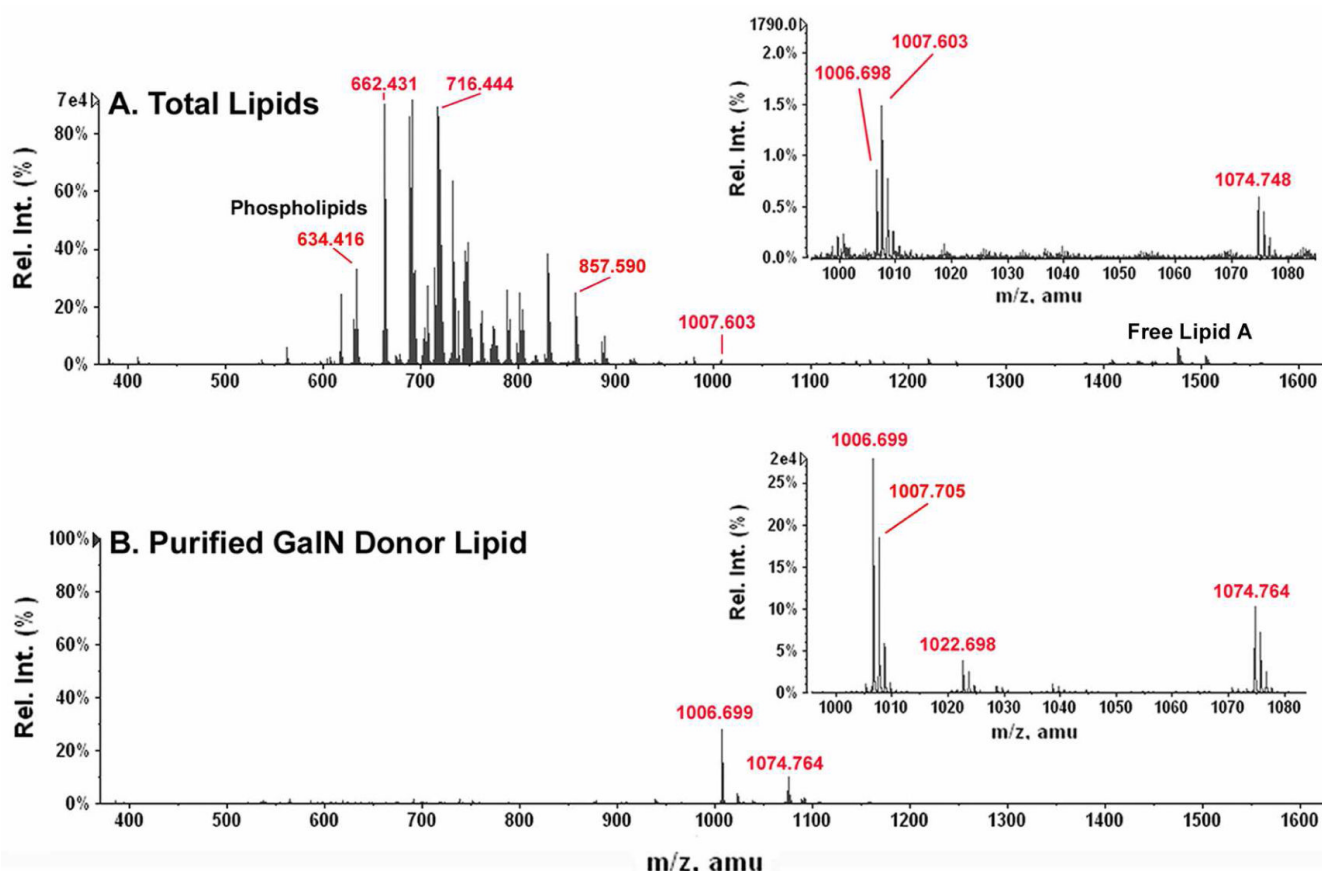 1790.0
2.0%
1007.603
1006.698
1.5%
1.0%
Rel. Int. (%)
1074.748
0.5%
0.0%
1000 1010 1020 1030 1040 1050 1060 1070 1080
m/z, amu
7e4
A. Total Lipids
662.431
716.444
80%
60%
Phospholipids
634.416
40%
857.590
Rel. Int. (%)
20%
1007.603
Free Lipid A
0%
400 500 600 700 800 900 1000 1100 1200 1300 1400 1500 1600
1006.699
2e4
25%
1007.705
20%
15%
Rel. Int. (%)
1074.764
10%
1022.698
5%
0%
1000 1010 1020 1030 1040 1050 1060 1070 1080
m/z, amu
100%
B. Purified GalN Donor Lipid
80%
60%
Rel. Int. (%)
40%
1006.699
20%
1074.764
0%
400 500 600 700 800 900 1000 1100 1200 1300 1400 1500 1600
m/z, amu